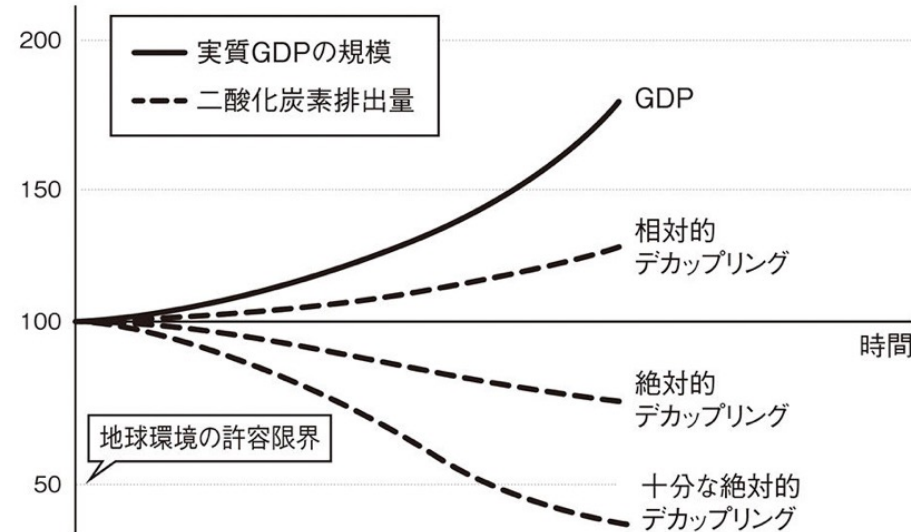 200
実質GDPの規模
二酸化炭素排出量
GDP
150
相対的
デカップリング
100
時間
絶対的
デカップリング
地球環境の許容限界
50
十分な絶対的
デカップリング